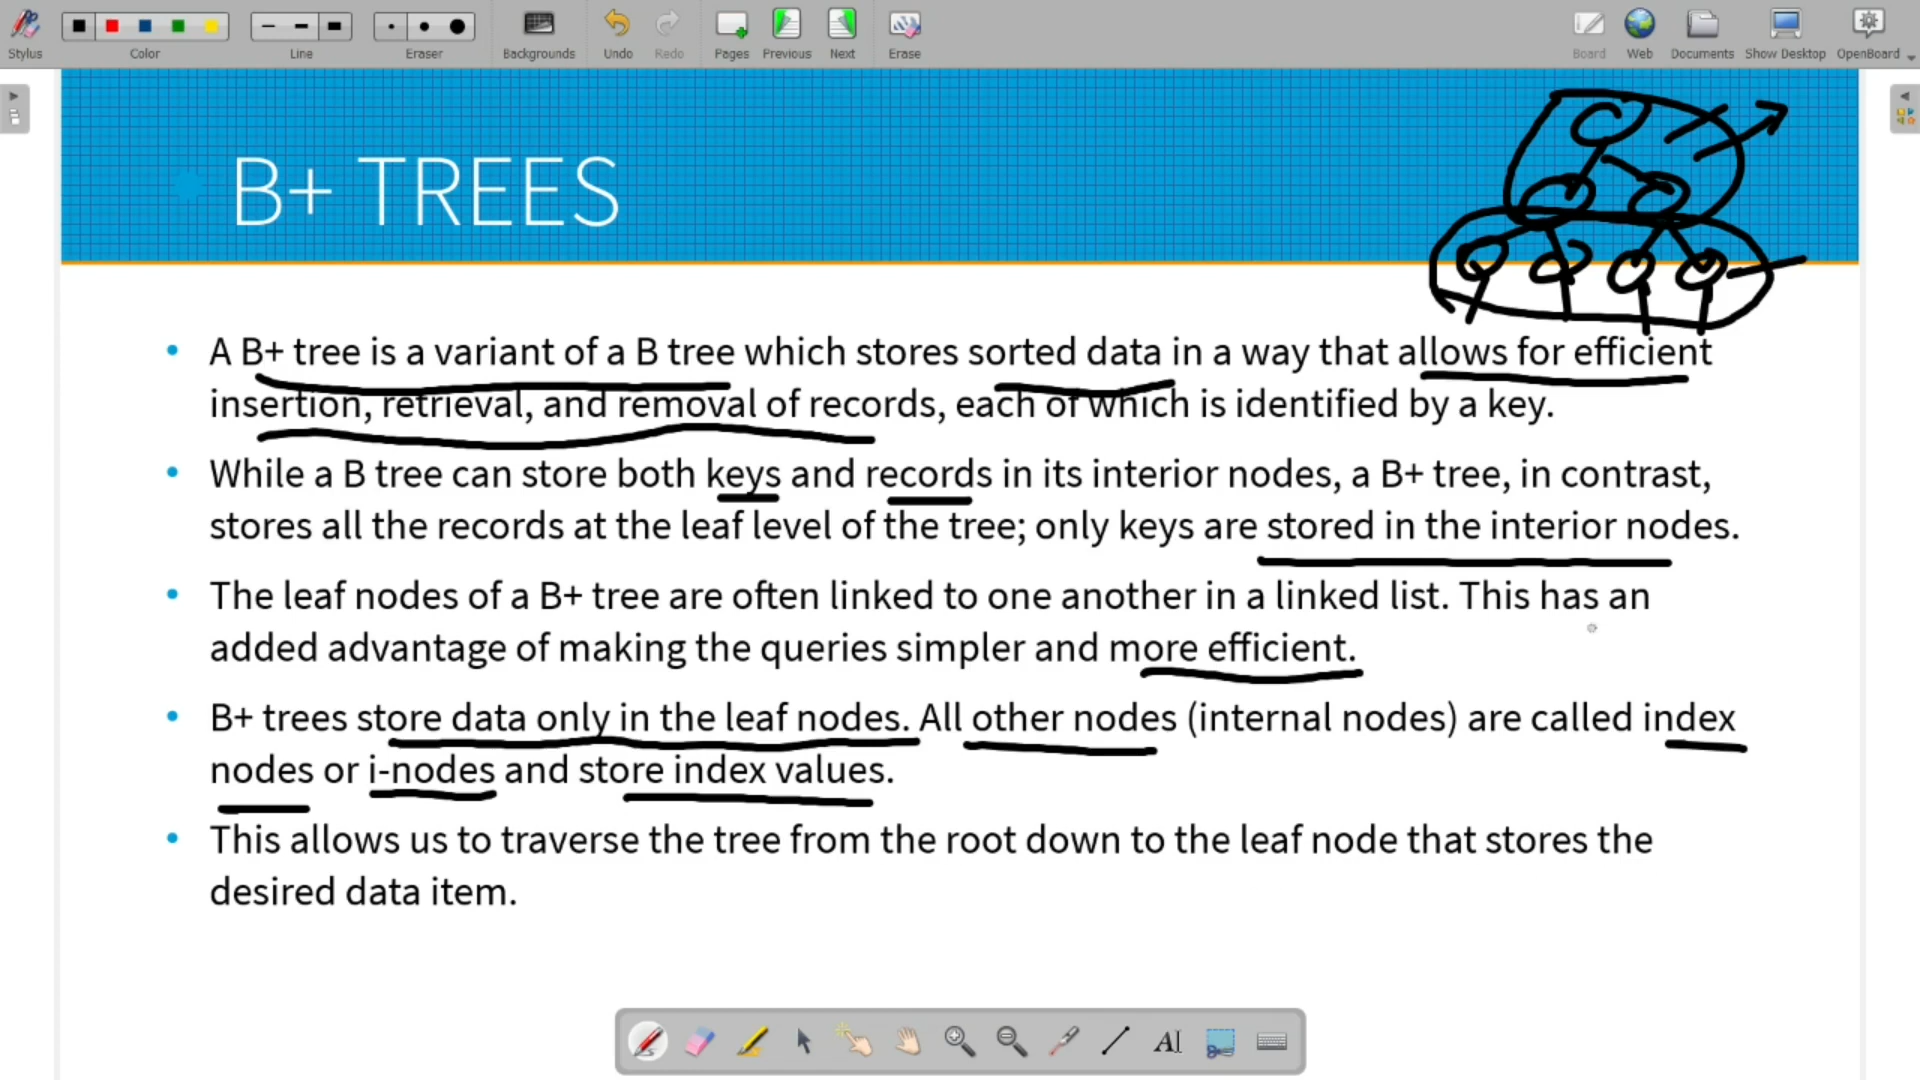 Stylus
Color
Line
Eraser
Backgrounds
Undo
Redo
Pages
Previous
Next
Erase
Board
Web
Documents
Show Desktop
OpenBoard
B+ TREES
• A B+ tree is a variant of a B tree which stores sorted data in a way that allows for efficient
insertion, retrieval, and removal of records, each of which is identified by a key.
• While a B tree can store both keys and records in its interior nodes, a B+ tree, in contrast,
stores all the records at the leaf level of the tree; only keys are stored in the interior nodes.
• The leaf nodes of a B+ tree are often linked to one another in a linked list. This has an
added advantage of making the queries simpler and more efficient.
• B+ trees store data only in the leaf nodes. All other nodes (internal nodes) are called index
nodes or i-nodes and store index values.
• This allows us to traverse the tree from the root down to the leaf node that stores the
desired data item.
AI